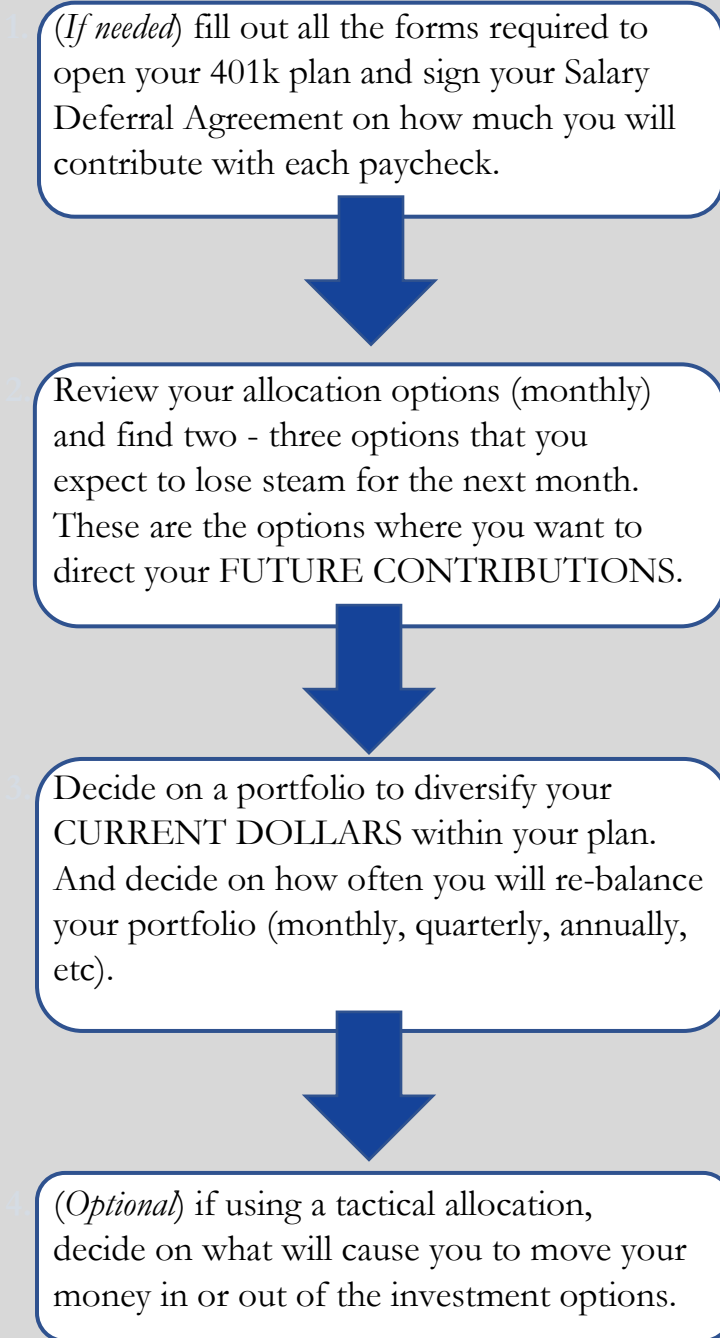 1. (If needed) fill out all the forms required to
open your 401k plan and sign your Salary
Deferral Agreement on how much you will
contribute with each paycheck.
2. Review your allocation options (monthly)
and find two - three options that you
expect to lose steam for the next month.
These are the options where you want to
direct your FUTURE CONTRIBUTIONS.
3. Decide on a portfolio to diversify your
CURRENT DOLLARS within your plan.
And decide on how often you will re-balance
your portfolio (monthly, quarterly, annually,
etc).
4. (Optional) if using a tactical allocation,
decide on what will cause you to move your
money in or out of the investment options.